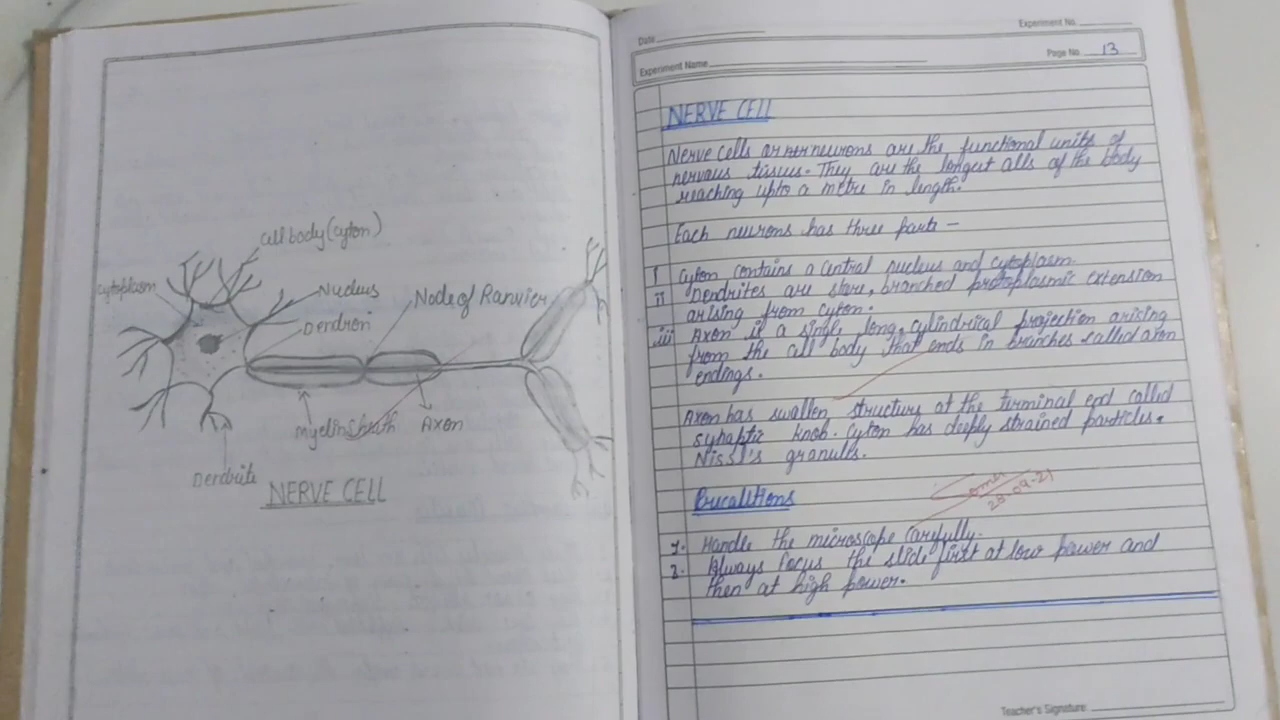 Cell body (cyton)
cytoplasm
Nucleus
Node of Ranvier
Dendron
Myelin Sheath
Axon
Dendrite
NERVE CELL
Date
Experiment No.
Experiment Name
Page No. 13
NERVE CELL
Nerve cells or neurons are the functional units of
nervous tissus. They are the longest cells of the body
reaching upto a metre in length.
Each neurons has three parts –
i Cyton contains a central nucleus and cytoplasm.
ii Dendrites are store, branched protoplasmic extension
arising from cyton.
iii Axon is a single long, cylindrical projection arising
from the cell body that ends in branches called axon
endings.
Axon has swallen structure at the terminal end called
synaptic knob. Cyton has deeply strained particles.
Nissl's granulls.
Precautions
1. Handle the microscope carefully.
2. Always focus the slide first at low power and
then at high power.
28-09-21
Teacher's Signature: